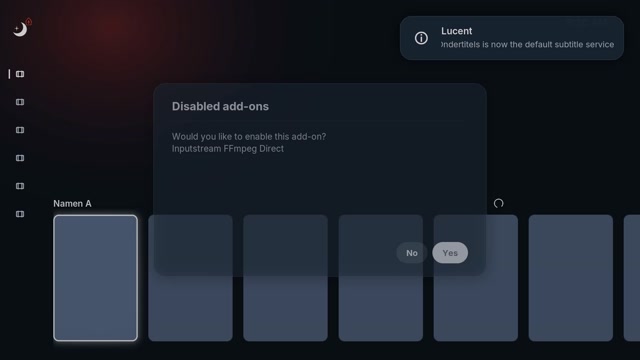 Lucent
ndertitels is now the default subtitle service
Disabled add-ons
Would you like to enable this add-on?
Inputstream FFmpeg Direct
Namen A
No
Yes